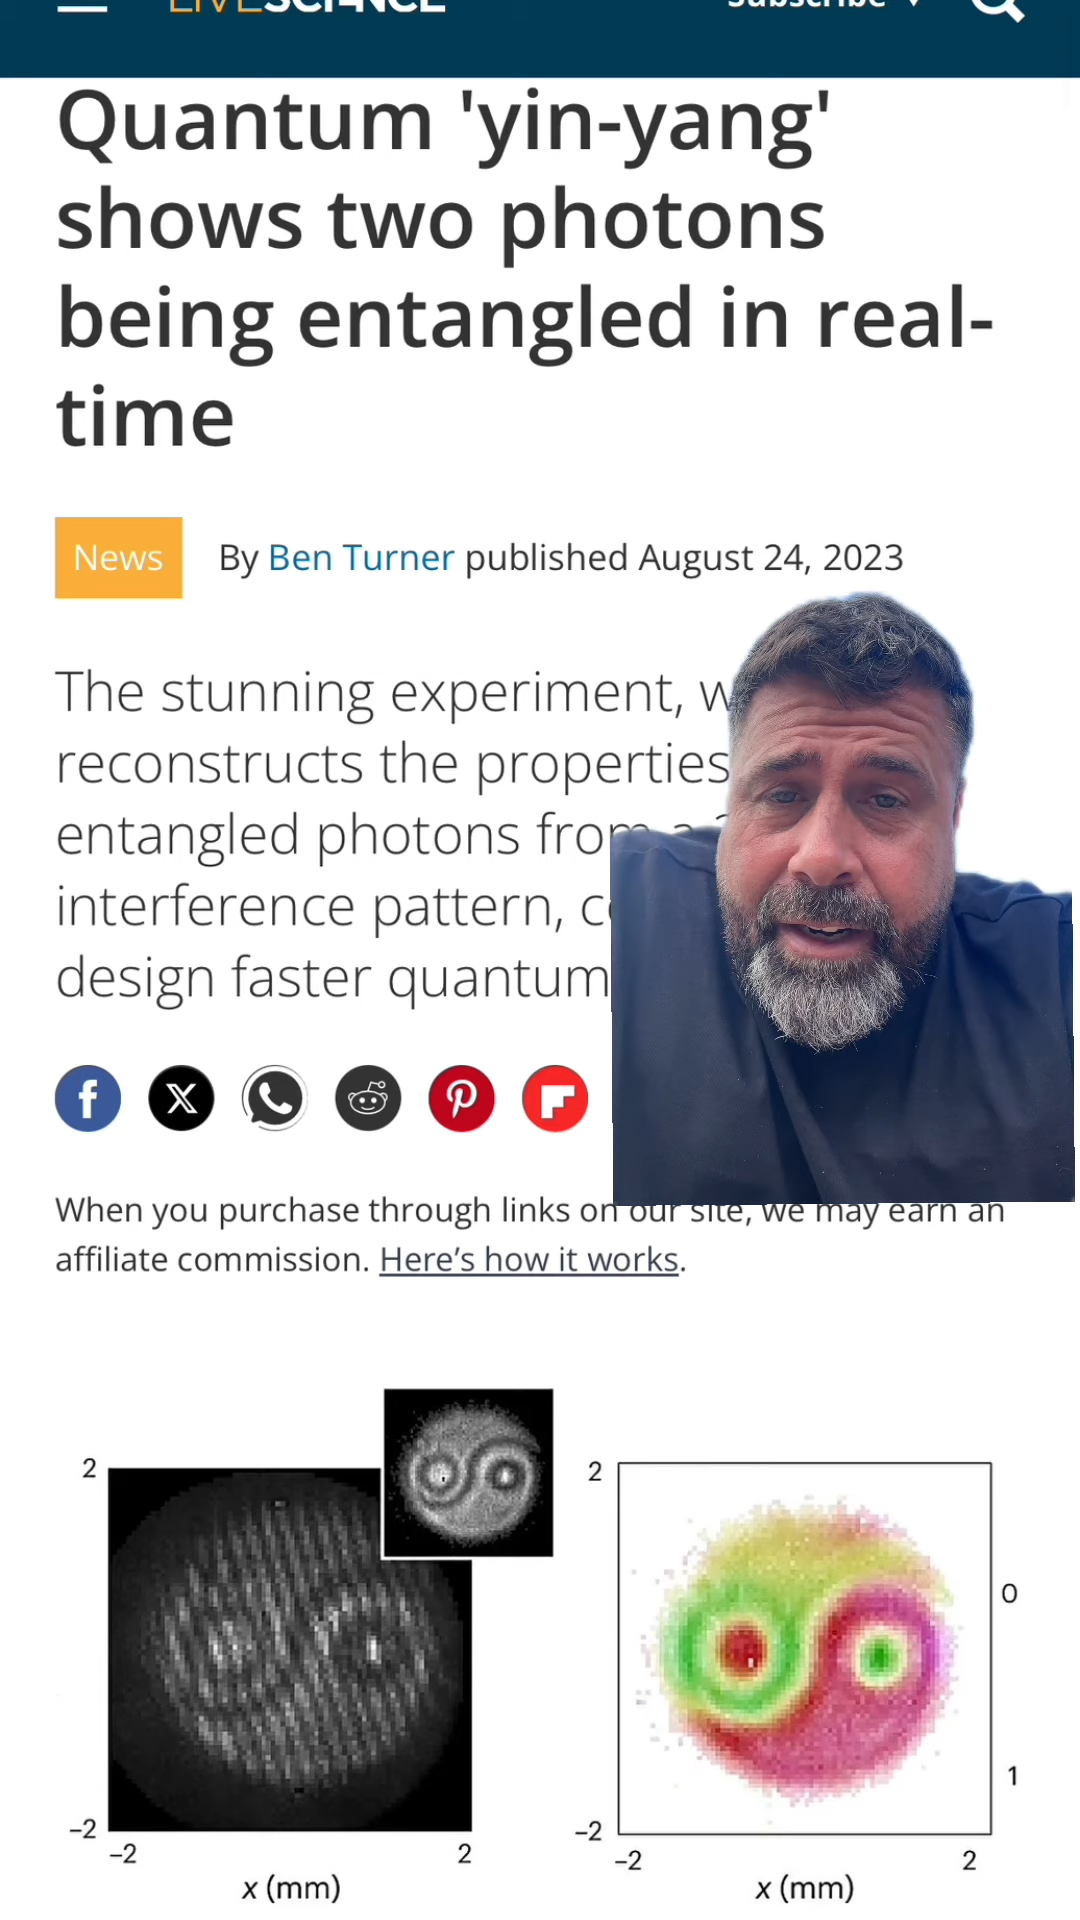 LIVESCIENCE
Subscribe
Quantum 'yin-yang'
shows two photons
being entangled in real-
time
News
By Ben Turner published August 24, 2023
The stunning experiment, w
reconstructs the properties
entangled photons from a 2
interference pattern, c
design faster quantum
When you purchase through links on our site, we may earn an
affiliate commission. Here’s how it works.
2
-2
-2
2
x (mm)
2
0
1
-2
-2
2
x (mm)